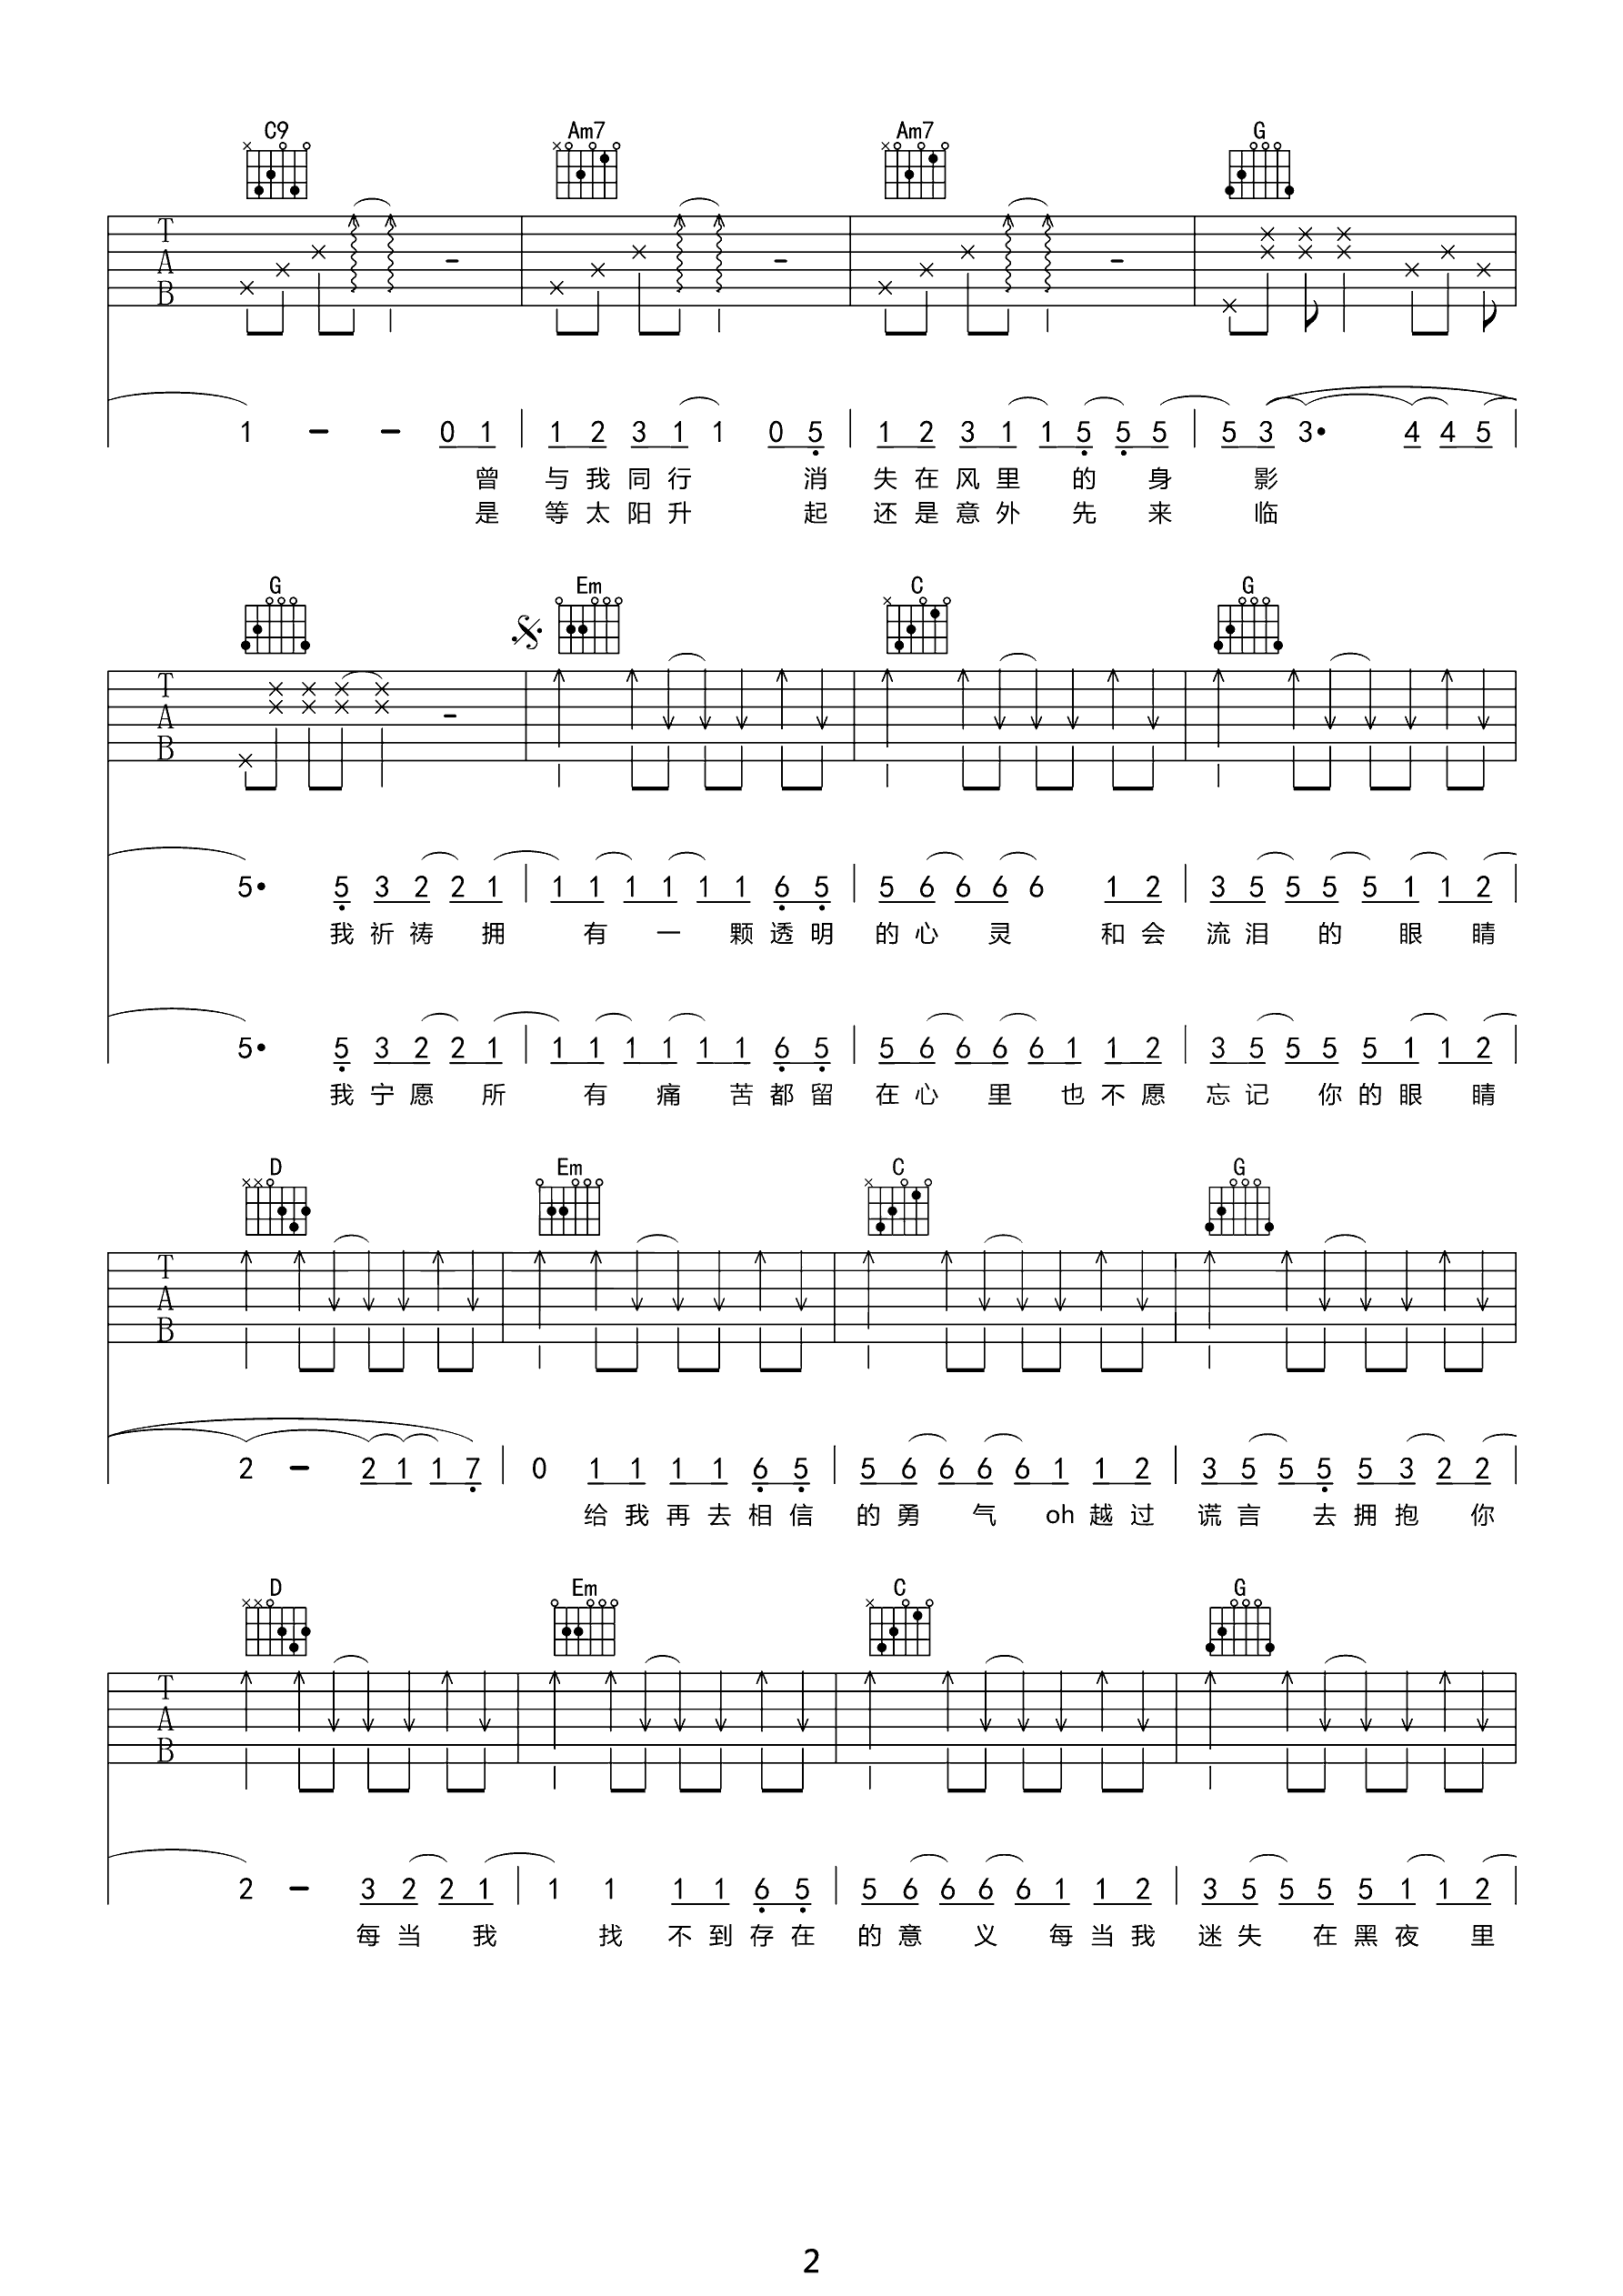 C9 Am7 Am7 G
T
A
B
1 - - 0 1 | 1 2 3 1 1 0 5 | 1 2 3 1 1 5 5 5 | 5 3 3• 4 4 5 |
曾 与我同行 消 失在风里 的 身 影
是 等太阳升 起 还是意外 先 来 临
G Em C G
T
A
B
5• 5 3 2 2 1 | 1 1 1 1 1 1 6 5 | 5 6 6 6 6 1 2 | 3 5 5 5 5 1 1 2 |
我祈祷 拥 有 一 颗透明 的心 灵 和会 流泪 的 眼 睛
5• 5 3 2 2 1 | 1 1 1 1 1 1 6 5 | 5 6 6 6 6 1 1 2 | 3 5 5 5 5 1 1 2 |
我宁愿 所 有 痛 苦都留 在心 里 也不愿 忘记 你的眼 睛
D Em C G
T
A
B
2 - 2 1 1 7 | 0 1 1 1 1 6 5 | 5 6 6 6 6 1 1 2 | 3 5 5 5 5 3 2 2 |
给我再去相信 的勇 气 oh越过 谎言 去拥抱 你
D Em C G
T
A
B
2 - 3 2 2 1 | 1 1 1 1 6 5 | 5 6 6 6 6 1 1 2 | 3 5 5 5 5 1 1 2 |
每当 我 找 不到存在 的意 义 每当我 迷失 在黑夜 里
2